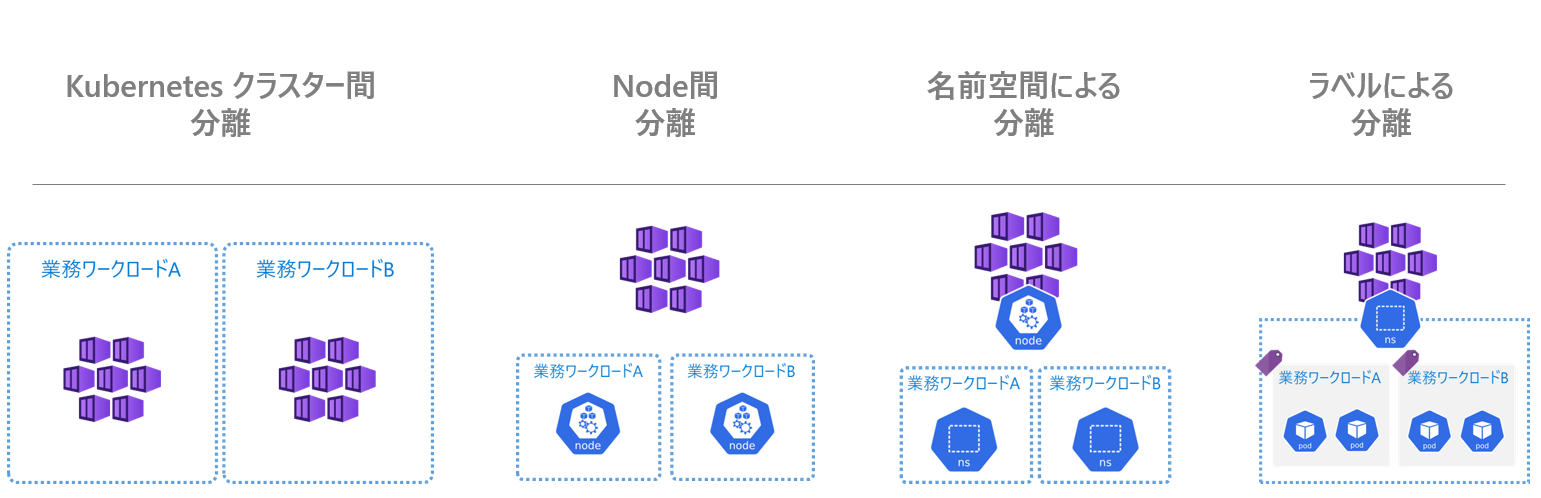 Kubernetes クラスター間
分離
Node間
分離
名前空間による
分離
ラベルによる
分離
業務ワークロードA
業務ワークロードB
業務ワークロードA
node
業務ワークロードB
node
node
業務ワークロードA
ns
業務ワークロードB
ns
ns
業務ワークロードA
pod
pod
業務ワークロードB
pod
pod